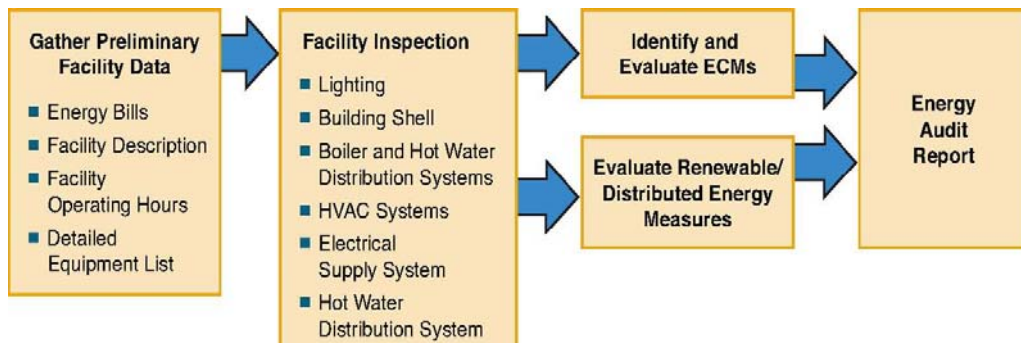 Gather Preliminary
Facility Data
■ Energy Bills
■ Facility Description
■ Facility
Operating Hours
■ Detailed
Equipment List
Facility Inspection
■ Lighting
■ Building Shell
■ Boiler and Hot Water
Distribution Systems
■ HVAC Systems
■ Electrical
Supply System
■ Hot Water
Distribution System
Identify and
Evaluate ECMs
Evaluate Renewable/
Distributed Energy
Measures
Energy
Audit
Report